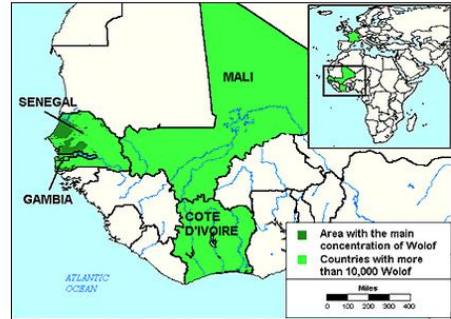 MALI
SENEGAL
GAMBIA
COTE
D'IVOIRE
ATLANTIC
OCEAN
Area with the main
concentration of Wolof
Countries with more
than 10,000 Wolof
Miles
0 100 200 300 400